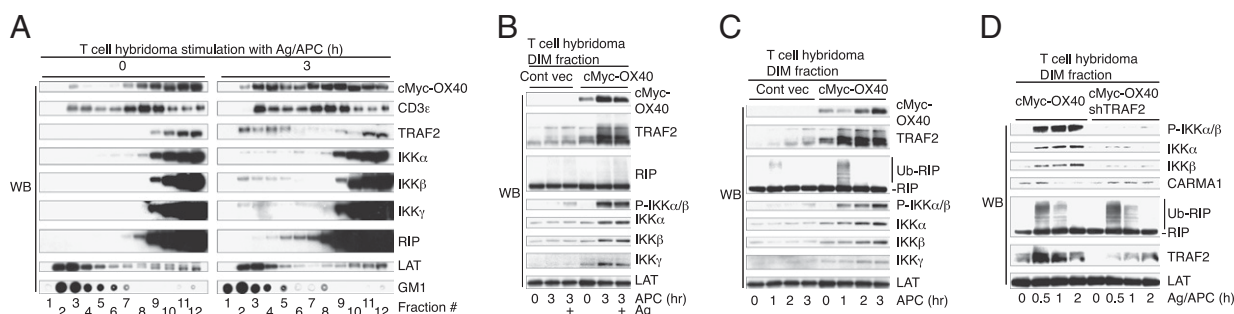 A
T cell hybridoma stimulation with Ag/APC (h)
0 3
cMyc-OX40
CD3ε
TRAF2
IKKα
WB
IKKβ
IKKγ
RIP
LAT
GM1
1 2 3 4 5 6 7 8 9 10 11 12 1 2 3 4 5 6 7 8 9 10 11 12 Fraction #
B
T cell hybridoma
DIM fraction
Cont vec cMyc-OX40
cMyc-
OX40
TRAF2
RIP
WB
P-IKKα/β
IKKα
IKKβ
IKKγ
LAT
0 3 3 0 3 3 APC (hr)
+ + Ag
C
T cell hybridoma
DIM fraction
Cont vec cMyc-OX40
cMyc-
OX40
TRAF2
Ub-RIP
WB
-RIP
P-IKKα/β
IKKα
IKKβ
IKKγ
LAT
0 1 2 3 0 1 2 3 APC (hr)
D
T cell hybridoma
DIM fraction
cMyc-OX40
cMyc-OX40 shTRAF2
P-IKKα/β
IKKα
IKKβ
CARMA1
WB
Ub-RIP
-RIP
TRAF2
LAT
0 0.5 1 2 0 0.5 1 2 Ag/APC (h)